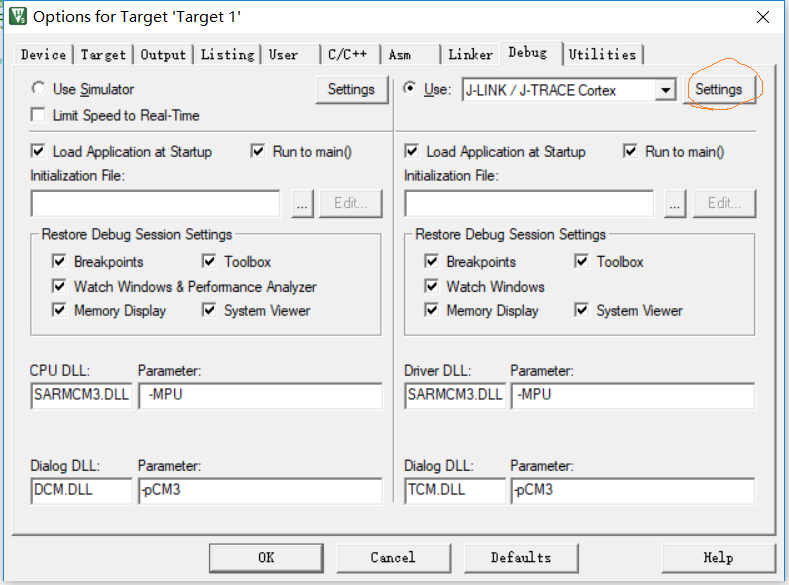 Options for Target 'Target 1'
Device Target Output Listing User C/C++ Asm Linker Debug Utilities
Use Simulator Settings
Limit Speed to Real-Time
Use: J-LINK / J-TRACE Cortex Settings
Load Application at Startup Run to main()
Initialization File:
... Edit...
Restore Debug Session Settings
Breakpoints Toolbox
Watch Windows & Performance Analyzer
Memory Display System Viewer
Load Application at Startup Run to main()
Initialization File:
... Edit...
Restore Debug Session Settings
Breakpoints Toolbox
Watch Windows
Memory Display System Viewer
CPU DLL: Parameter:
SARMCM3.DLL -MPU
Dialog DLL: Parameter:
DCM.DLL -pCM3
Driver DLL: Parameter:
SARMCM3.DLL -MPU
Dialog DLL: Parameter:
TCM.DLL -pCM3
OK Cancel Defaults Help